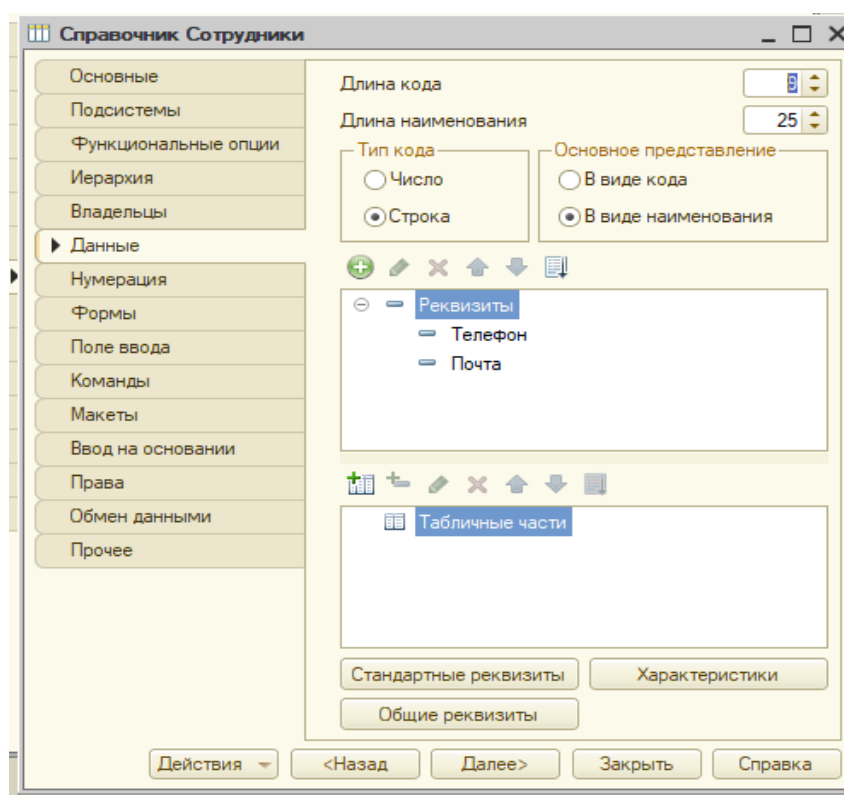 Справочник Сотрудники
Основные
Подсистемы
Функциональные опции
Иерархия
Владельцы
Данные
Нумерация
Формы
Поле ввода
Команды
Макеты
Ввод на основании
Права
Обмен данными
Прочее
Длина кода 9
Длина наименования 25
Тип кода
Число
Строка
Основное представление
В виде кода
В виде наименования
Реквизиты
Телефон
Почта
Табличные части
Стандартные реквизиты Характеристики
Общие реквизиты
Действия <Назад Далее> Закрыть Справка